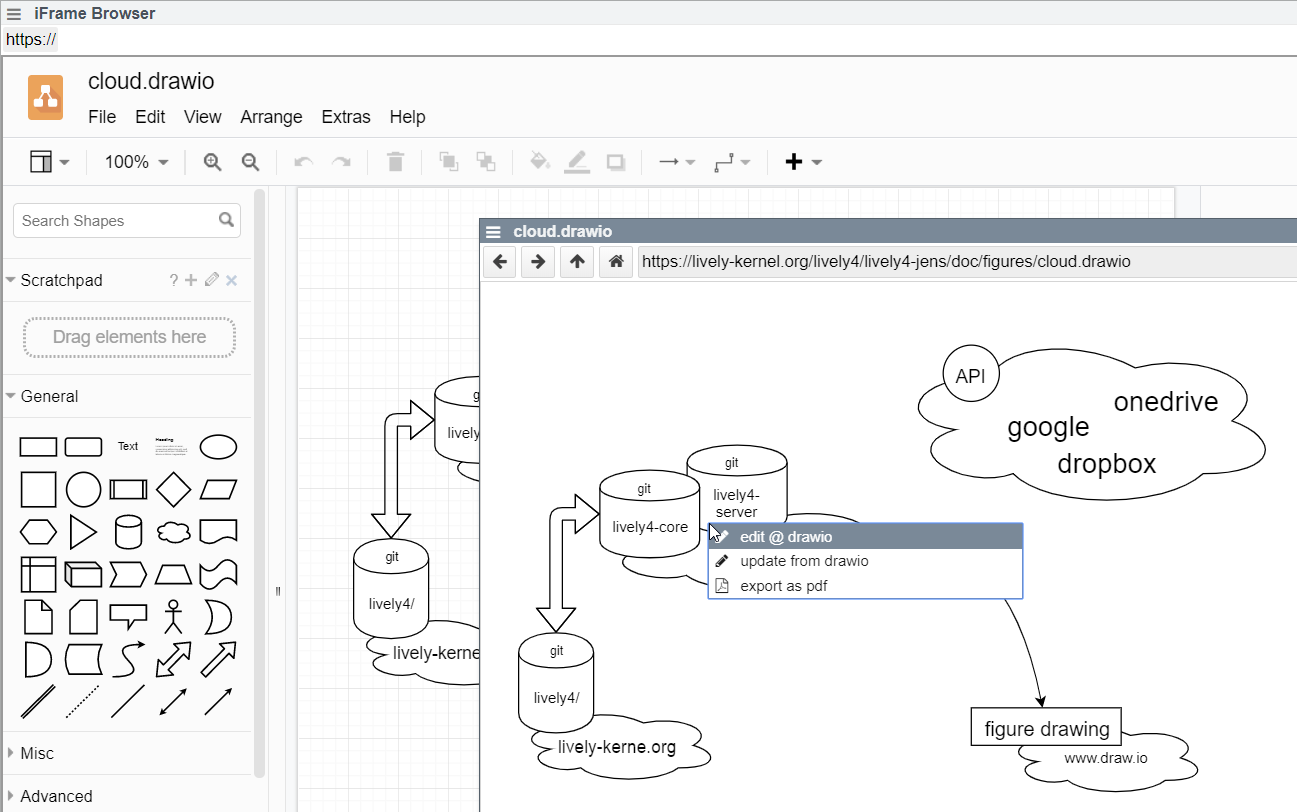 iFrame Browser
https://
cloud.drawio
File Edit View Arrange Extras Help
100%
Search Shapes
Scratchpad
?
Drag elements here
General
Text
Heading
Misc
Advanced
git
lively4/
lively-kerne
cloud.drawio
https://lively-kernel.org/lively4/lively4-jens/doc/figures/cloud.drawio
API
onedrive
google
dropbox
git
lively4-
server
git
lively4-core
edit @ drawio
update from drawio
export as pdf
git
lively4/
lively-kerne.org
figure drawing
www.draw.io